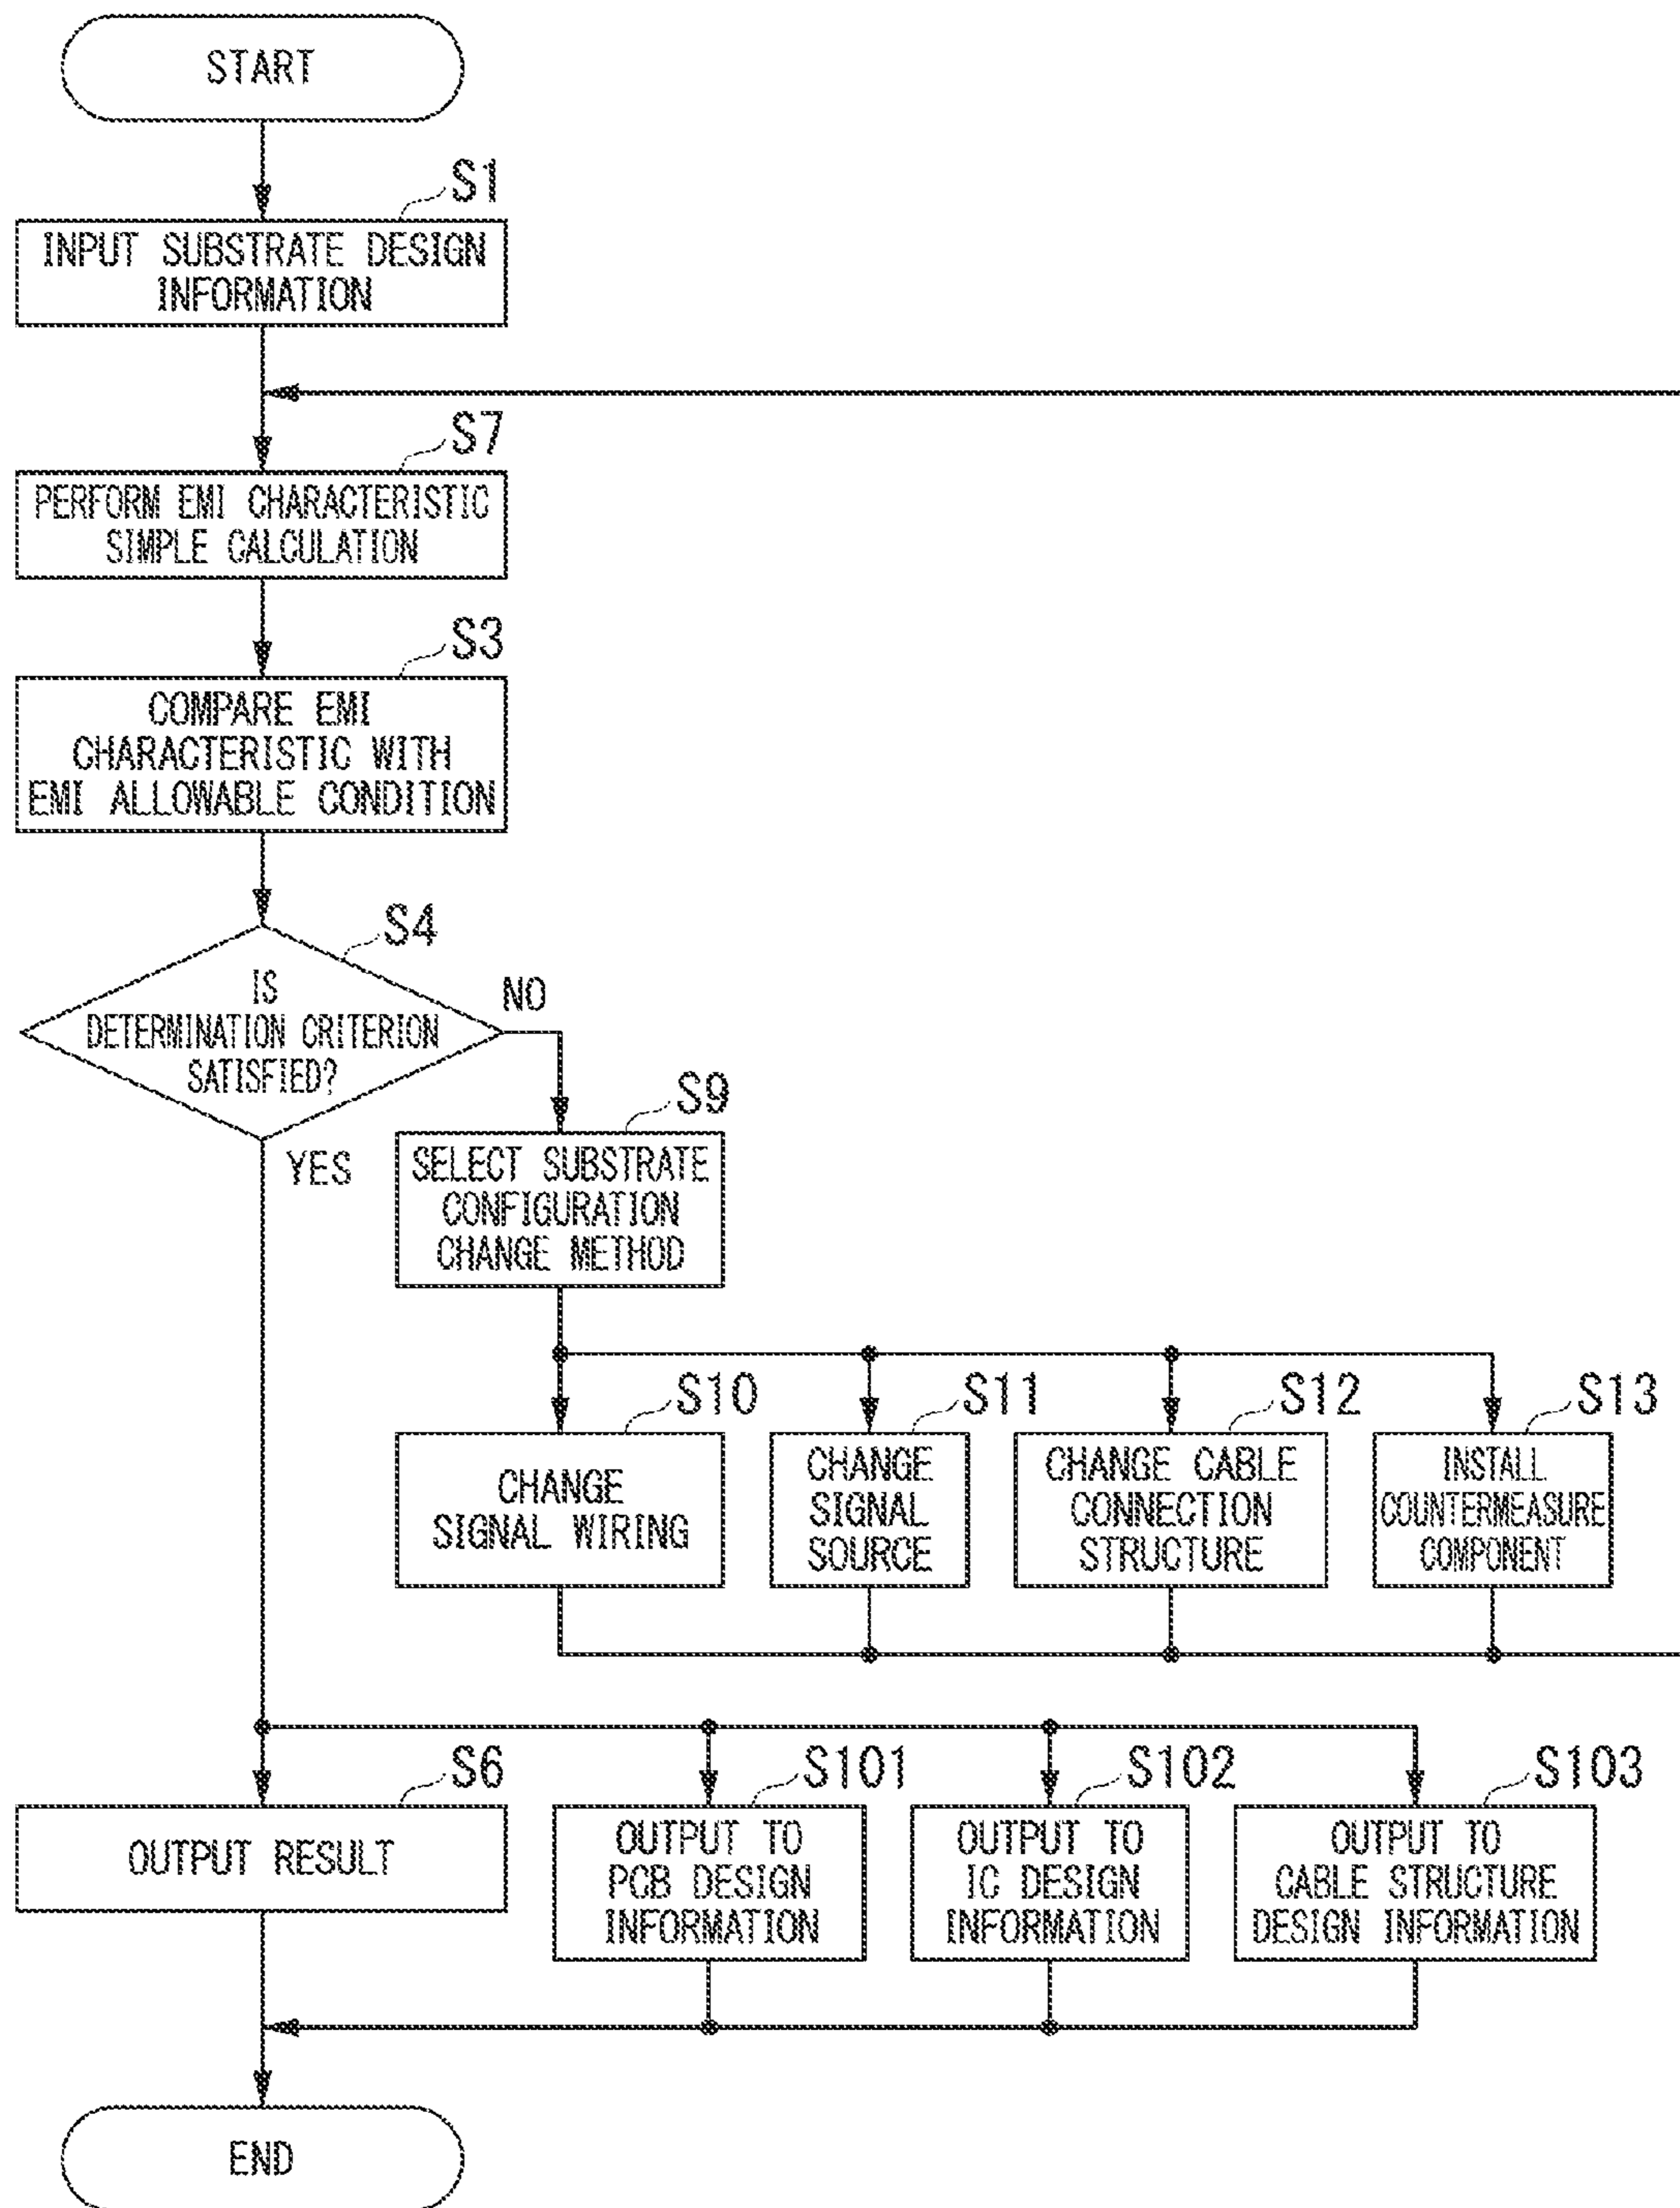 START
S1
INPUT SUBSTRATE DESIGN
INFORMATION
S7
PERFORM EMI CHARACTERISTIC
SIMPLE CALCULATION
S3
COMPARE EMI
CHARACTERISTIC WITH
EMI ALLOWABLE CONDITION
S4
IS
DETERMINATION CRITERION
SATISFIED?
NO
YES
S9
SELECT SUBSTRATE
CONFIGURATION
CHANGE METHOD
S10
CHANGE
SIGNAL WIRING
S11
CHANGE
SIGNAL
SOURCE
S12
CHANGE CABLE
CONNECTION
STRUCTURE
S13
INSTALL
COUNTERMEASURE
COMPONENT
S6
OUTPUT RESULT
S101
OUTPUT TO
PCB DESIGN
INFORMATION
S102
OUTPUT TO
IC DESIGN
INFORMATION
S103
OUTPUT TO
CABLE STRUCTURE
DESIGN INFORMATION
END